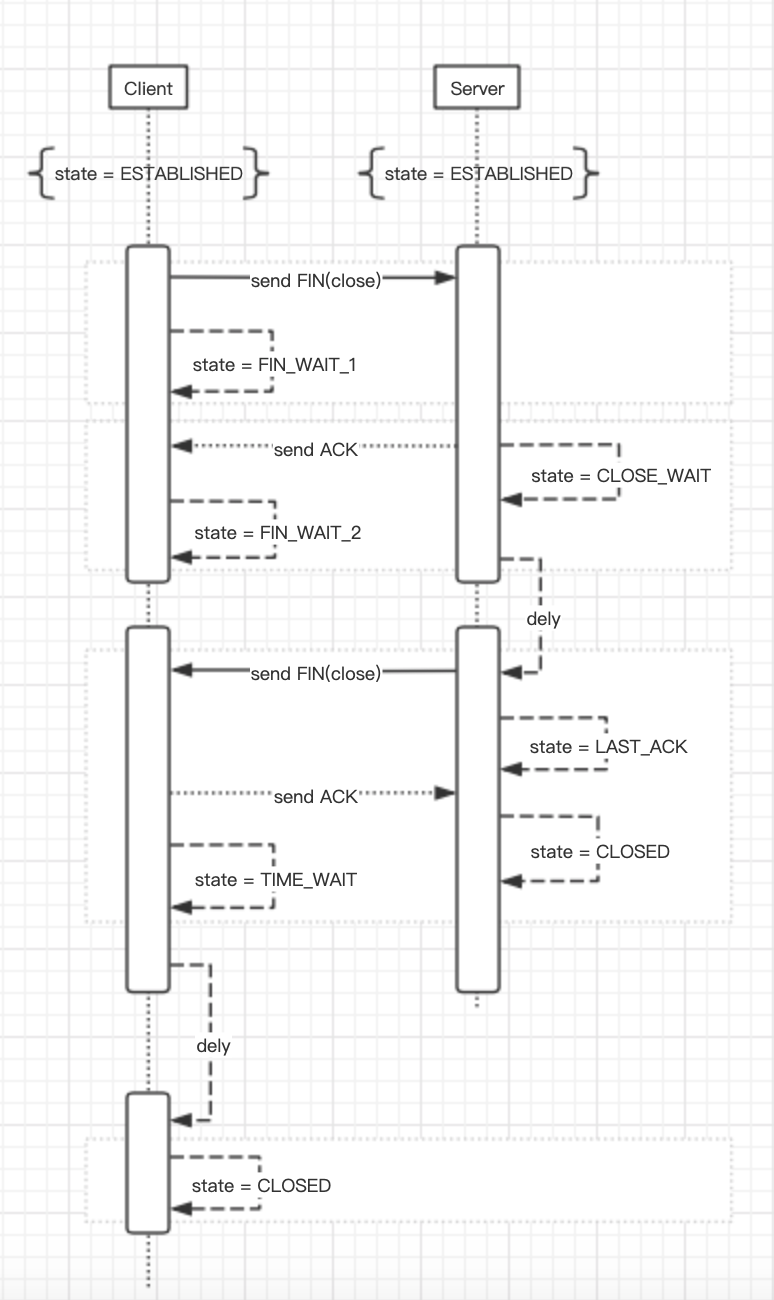 Client
Server
state = ESTABLISHED
state = ESTABLISHED
send FIN(close)
state = FIN_WAIT_1
send ACK
state = CLOSE_WAIT
state = FIN_WAIT_2
dely
send FIN(close)
state = LAST_ACK
send ACK
state = CLOSED
state = TIME_WAIT
dely
state = CLOSED